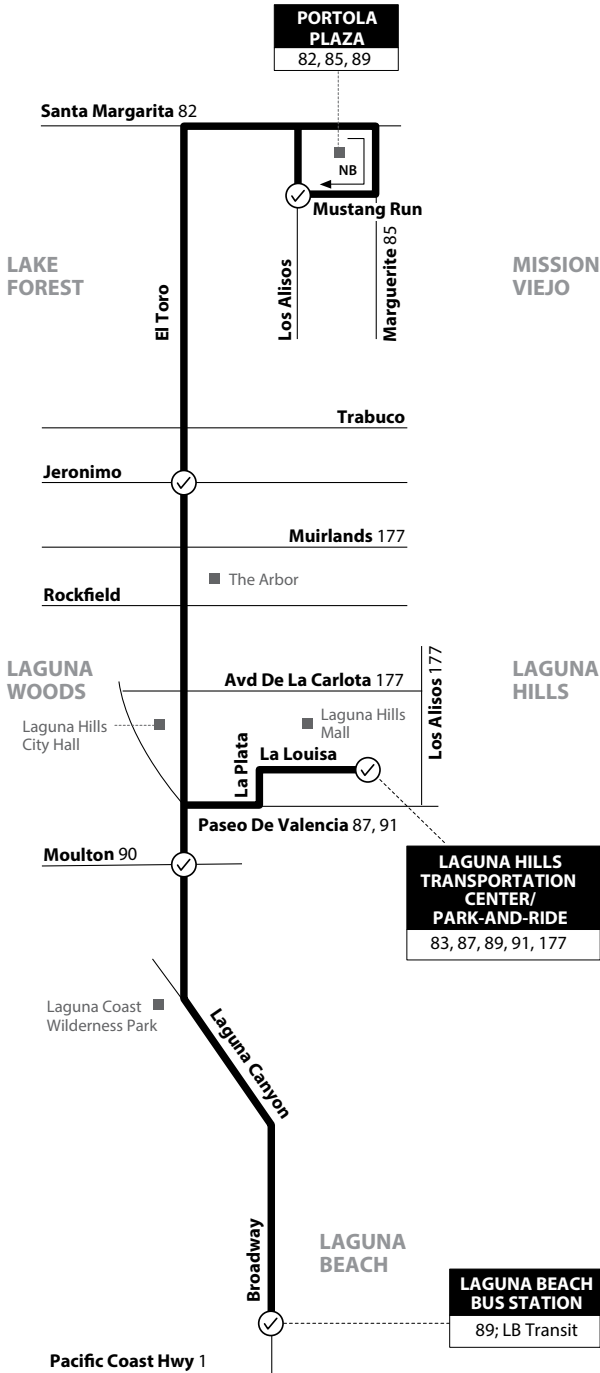 PORTOLA
PLAZA
82, 85, 89
Santa Margarita 82
NB
Mustang Run
LAKE
FOREST
El Toro
Los Alisos
Marguerite 85
MISSION
VIEJO
Trabuco
Jeronimo
Muirlands 177
The Arbor
Rockfield
LAGUNA
WOODS
Avd De La Carlota 177
Los Alisos 177
LAGUNA
HILLS
Laguna Hills
City Hall
Laguna Hills
Mall
La Plata
La Louisa
Paseo De Valencia 87, 91
Moulton 90
LAGUNA HILLS
TRANSPORTATION
CENTER/
PARK-AND-RIDE
83, 87, 89, 91, 177
Laguna Coast
Wilderness Park
Laguna Canyon
Broadway
LAGUNA
BEACH
LAGUNA BEACH
BUS STATION
89; LB Transit
Pacific Coast Hwy 1